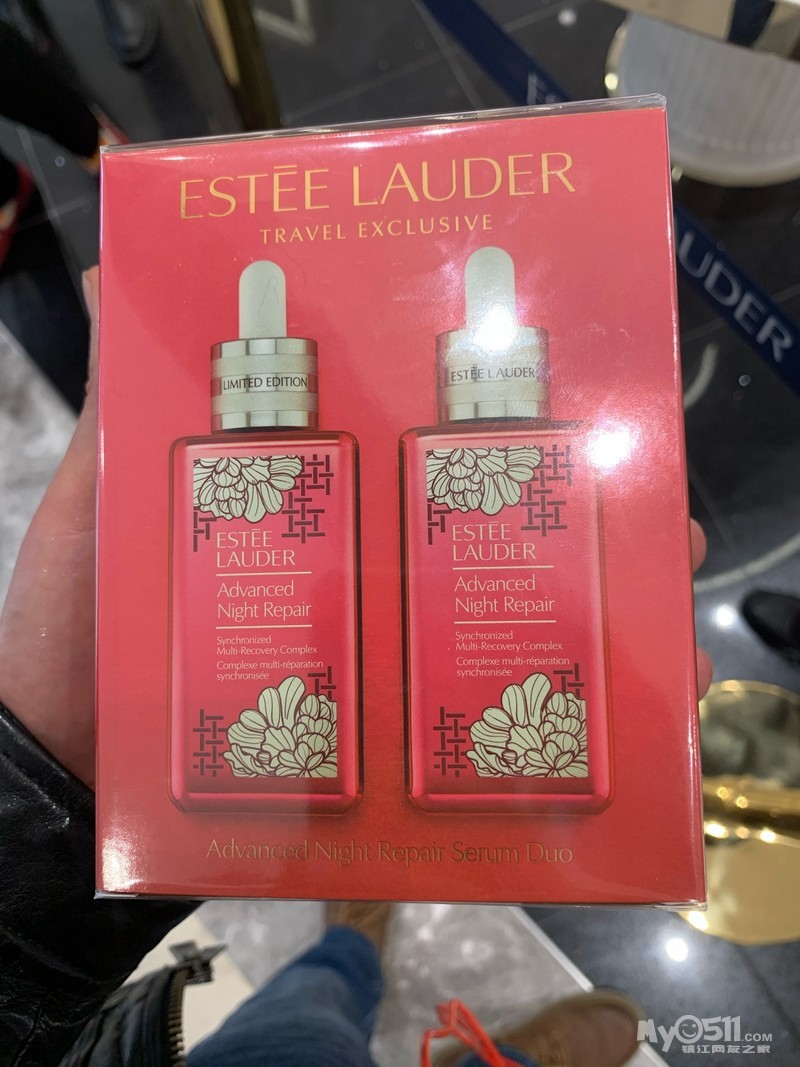 ESTĒE LAUDER
TRAVEL EXCLUSIVE
LIMITED EDITION
ESTĒE LAUDER
ESTĒE
LAUDER
Advanced
Night Repair
Synchronized
Multi-Recovery Complex
Complexe multi-réparation
synchronisée
ESTĒE
LAUDER
Advanced
Night Repair
Synchronized
Multi-Recovery Complex
Complexe multi-réparation
synchronisée
Advanced Night Repair Serum Duo
ES
LAUDER
My0511.COM
镇江网友之家